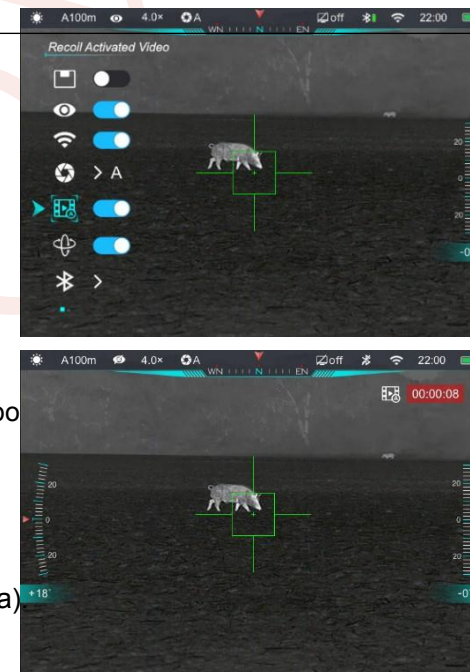 A100m 4.0× A off 22:00
WN N EN
Recoil Activated Video
> A
20
0
20
-0
>
A100m 4.0× A off 22:00
WN N EN
00:00:08
oo
20 20
0 0
20 20
a) +18° -0°